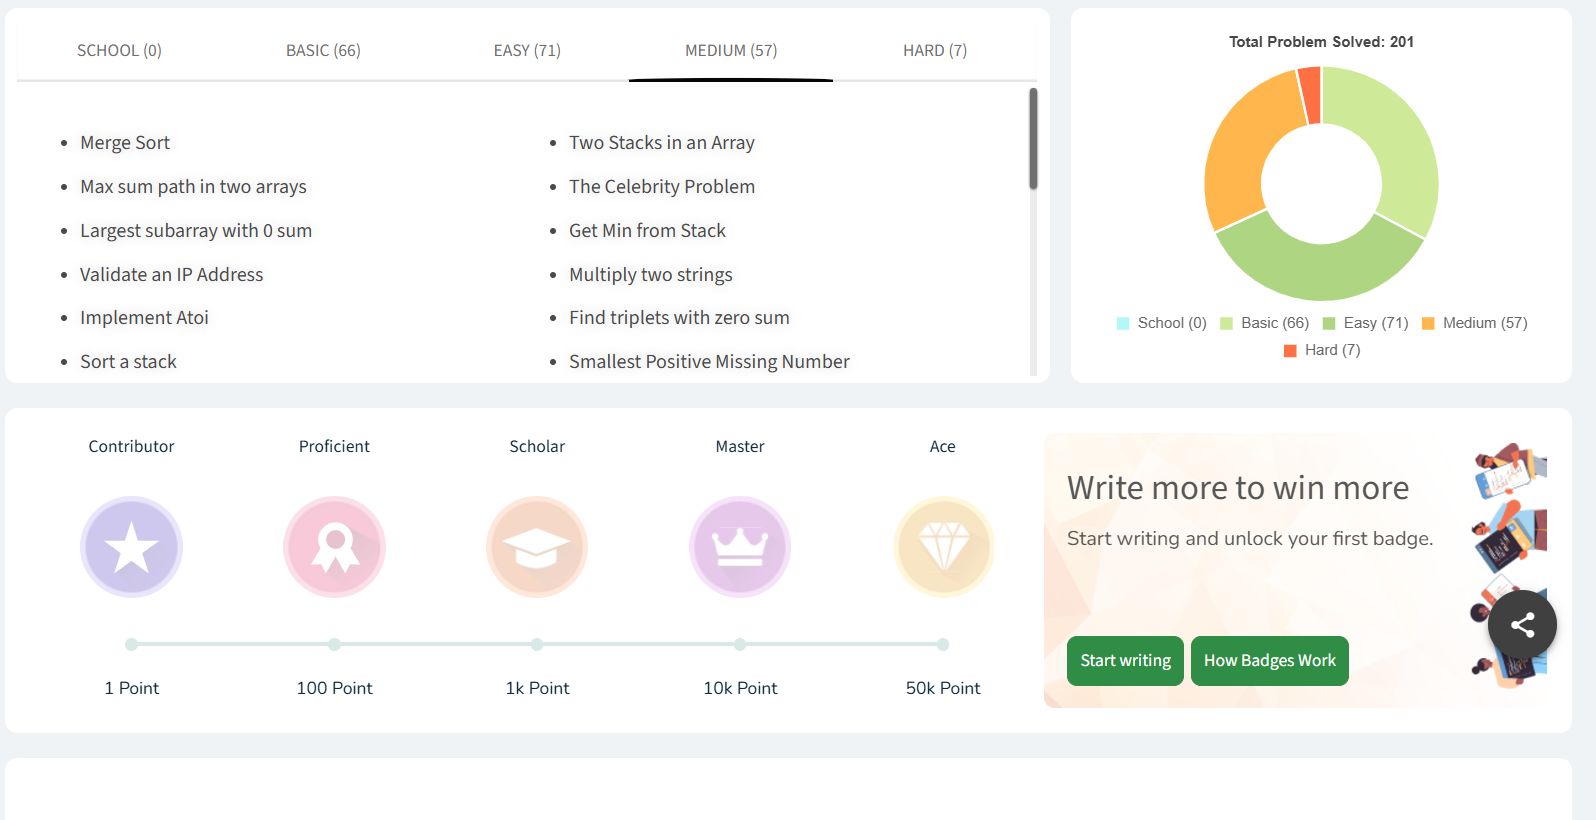 SCHOOL (0) BASIC (66) EASY (71) MEDIUM (57) HARD (7)
Merge Sort
Max sum path in two arrays
Largest subarray with 0 sum
Validate an IP Address
Implement Atoi
Sort a stack
Two Stacks in an Array
The Celebrity Problem
Get Min from Stack
Multiply two strings
Find triplets with zero sum
Smallest Positive Missing Number
Total Problem Solved: 201
School (0) Basic (66) Easy (71) Medium (57)
Hard (7)
Contributor Proficient Scholar Master Ace
1 Point 100 Point 1k Point 10k Point 50k Point
Write more to win more
Start writing and unlock your first badge.
Start writing How Badges Work